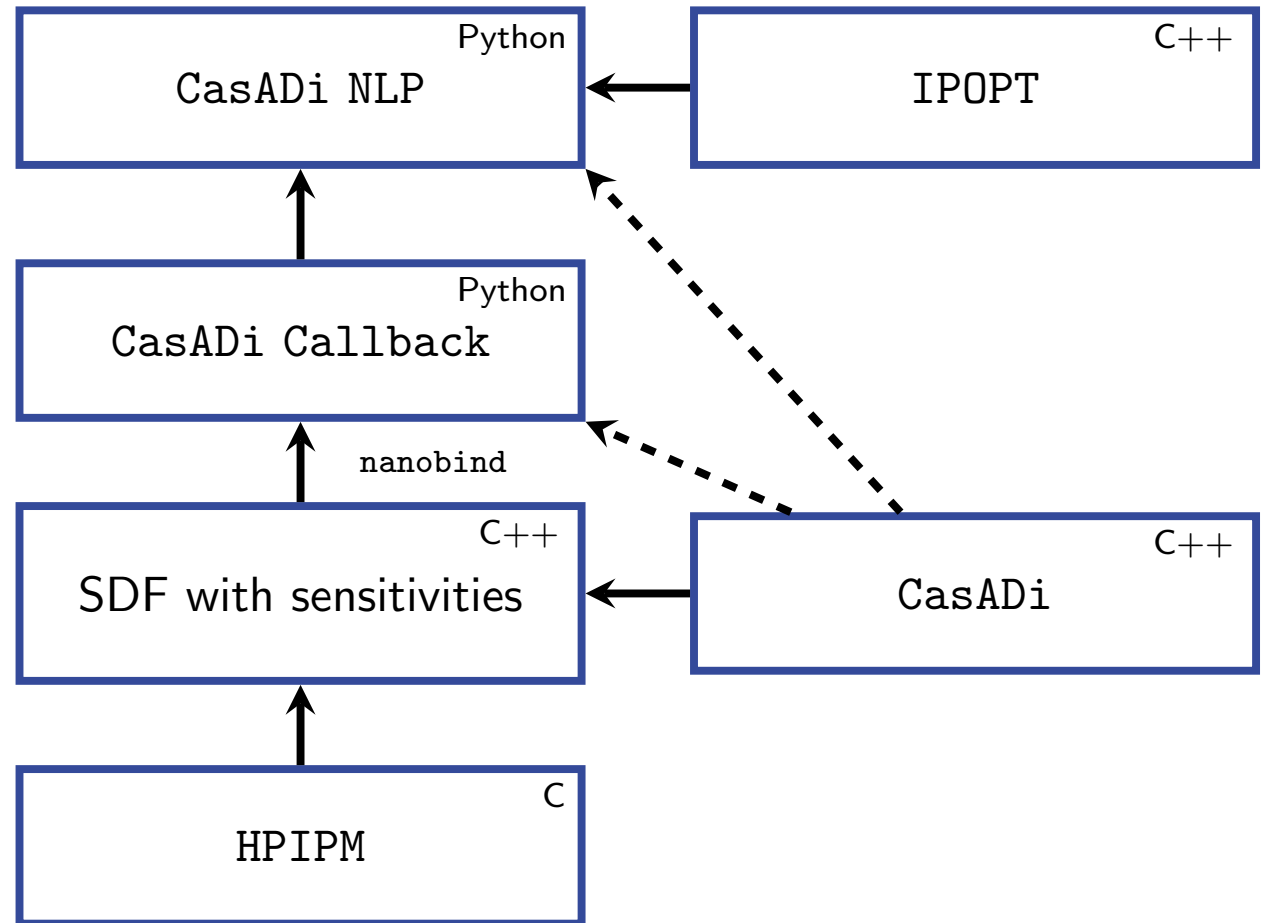 Python
CasADi NLP
C++
IPOPT
Python
CasADi Callback
nanobind
C++
SDF with sensitivities
C++
CasADi
C
HPIPM